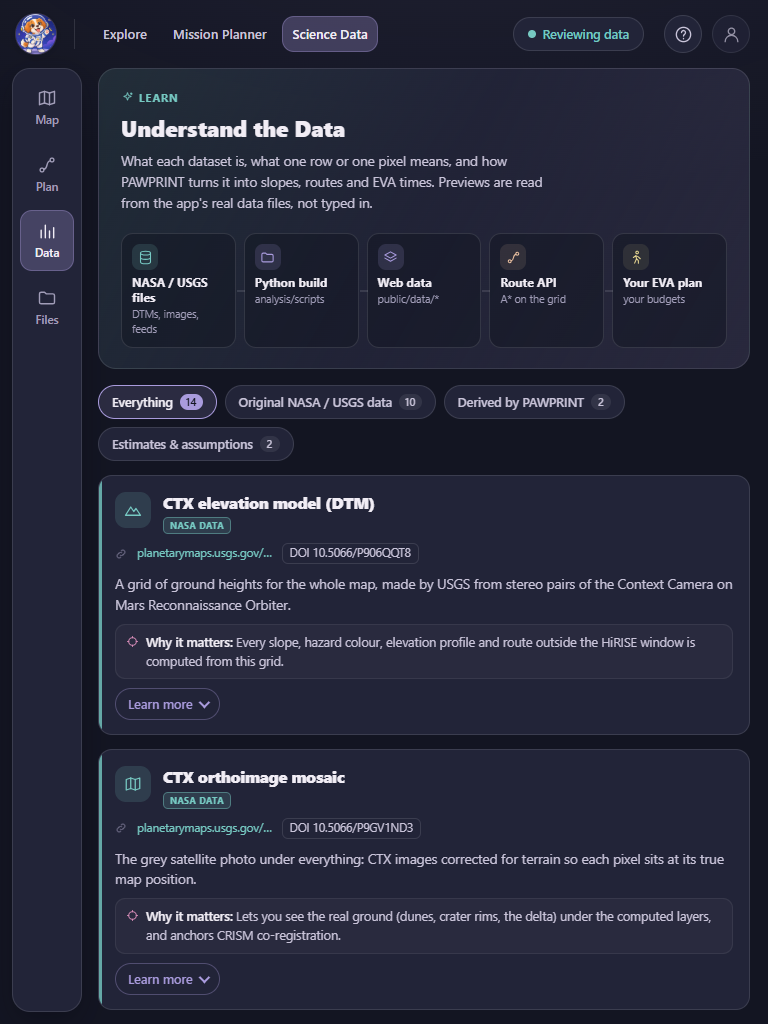 Explore
Mission Planner
Science Data
Reviewing data
Map
Plan
Data
Files
LEARN
Understand the Data
What each dataset is, what one row or one pixel means, and how
PAWPRINT turns it into slopes, routes and EVA times. Previews are read
from the app's real data files, not typed in.
NASA / USGS
files
DTMs, images,
feeds
Python build
analysis/scripts
Web data
public/data/*
Route API
A* on the grid
Your EVA plan
your budgets
Everything 14
Original NASA / USGS data 10
Derived by PAWPRINT 2
Estimates & assumptions 2
CTX elevation model (DTM)
NASA DATA
planetarymaps.usgs.gov/... DOI 10.5066/P906QQT8
A grid of ground heights for the whole map, made by USGS from stereo pairs of the Context Camera on
Mars Reconnaissance Orbiter.
Why it matters: Every slope, hazard colour, elevation profile and route outside the HiRISE window is
computed from this grid.
Learn more
CTX orthoimage mosaic
NASA DATA
planetarymaps.usgs.gov/... DOI 10.5066/P9GV1ND3
The grey satellite photo under everything: CTX images corrected for terrain so each pixel sits at its true
map position.
Why it matters: Lets you see the real ground (dunes, crater rims, the delta) under the computed layers,
and anchors CRISM co-registration.
Learn more